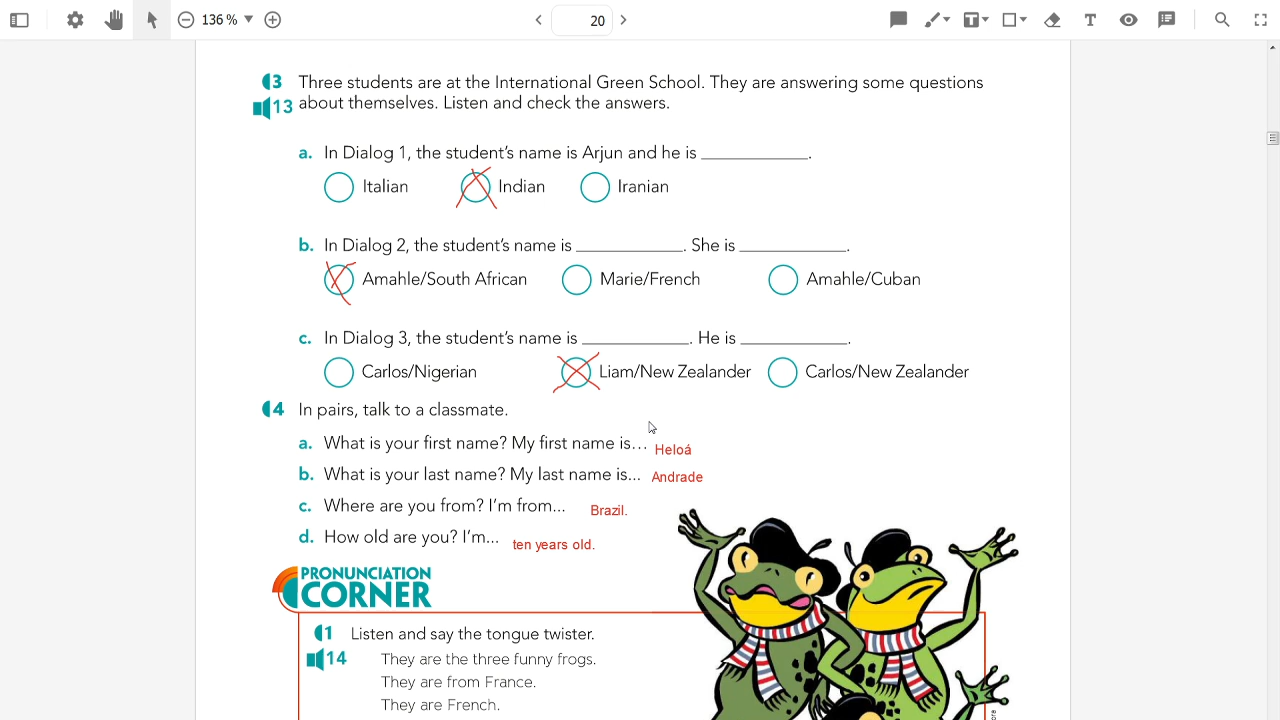 136 %
20
3 Three students are at the International Green School. They are answering some questions
13 about themselves. Listen and check the answers.
a. In Dialog 1, the student's name is Arjun and he is ____________.
Italian Indian Iranian
b. In Dialog 2, the student's name is ____________. She is ____________.
Amahle/South African Marie/French Amahle/Cuban
c. In Dialog 3, the student's name is ____________. He is ____________.
Carlos/Nigerian Liam/New Zealander Carlos/New Zealander
4 In pairs, talk to a classmate.
a. What is your first name? My first name is... Heloá
b. What is your last name? My last name is... Andrade
c. Where are you from? I'm from... Brazil.
d. How old are you? I'm... ten years old.
PRONUNCIATION
CORNER
1 Listen and say the tongue twister.
14 They are the three funny frogs.
They are from France.
They are French.